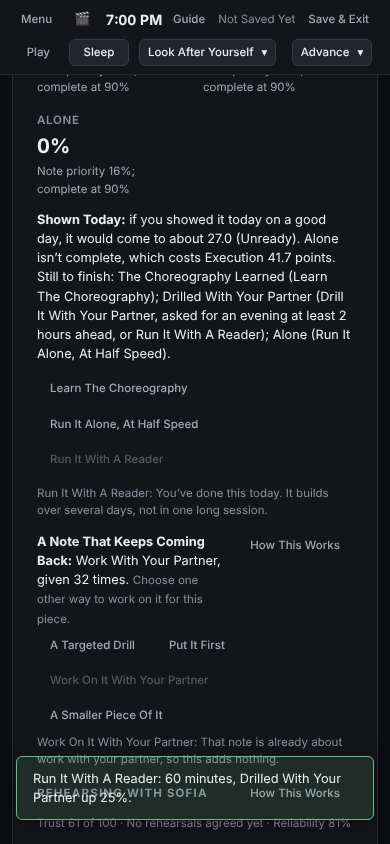 Menu 🎬 7:00 PM Guide Not Saved Yet Save & Exit
Play Sleep Look After Yourself ▾ Advance ▾
complete at 90% complete at 90%
ALONE
0%
Note priority 16%;
complete at 90%
Shown Today: if you showed it today on a good
day, it would come to about 27.0 (Unready). Alone
isn't complete, which costs Execution 41.7 points.
Still to finish: The Choreography Learned (Learn
The Choreography); Drilled With Your Partner (Drill
It With Your Partner, asked for an evening at least 2
hours ahead, or Run It With A Reader); Alone (Run It
Alone, At Half Speed).
Learn The Choreography
Run It Alone, At Half Speed
Run It With A Reader
Run It With A Reader: You've done this today. It builds
over several days, not in one long session.
A Note That Keeps Coming
Back: Work With Your Partner,
given 32 times. Choose one
other way to work on it for this
piece.
How This Works
A Targeted Drill Put It First
Work On It With Your Partner
A Smaller Piece Of It
Work On It With Your Partner: That note is already about
work with your partner, so this adds nothing.
Run It With A Reader: 60 minutes, Drilled With Your
Partner up 25%.
REHEARSING WITH SOFIA How This Works
Trust 61 of 100 · No rehearsals agreed yet · Reliability 81%